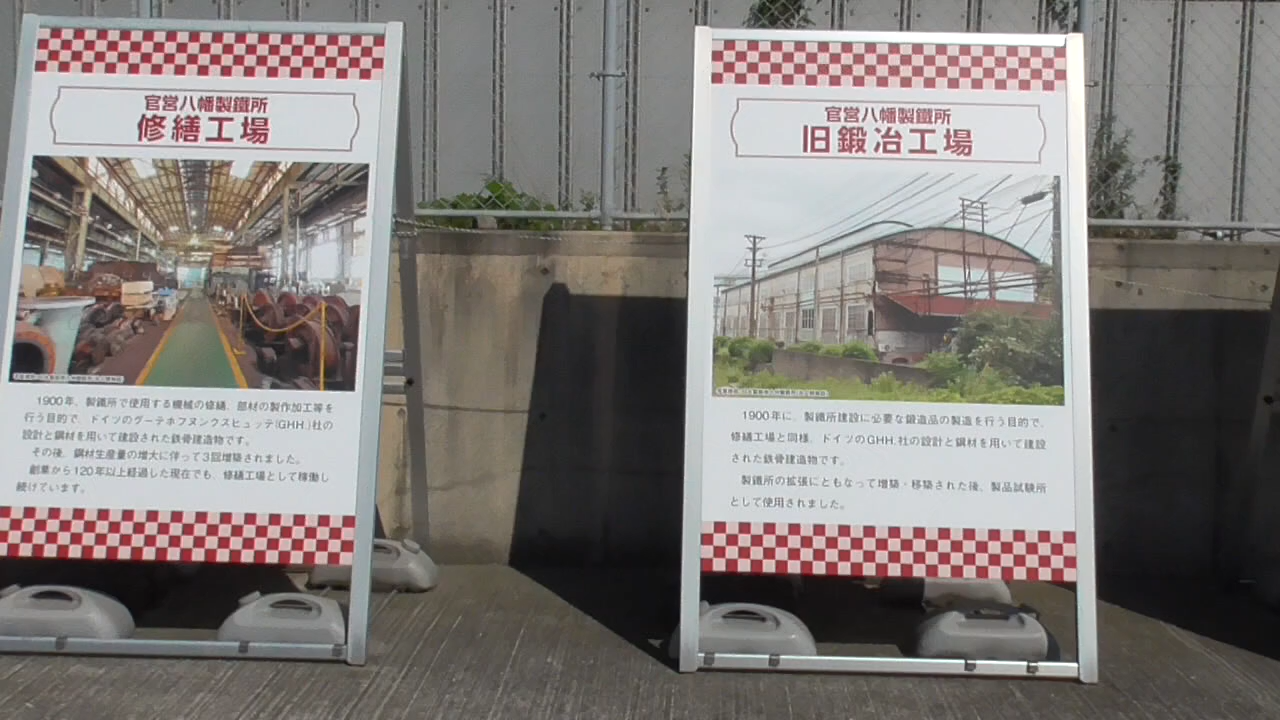 官営八幡製鐵所
修繕工場
1900年、製鐵所で使用する機械の修繕、部材の製作加工等を
行う目的で、ドイツのグーテホフヌンクスヒュッテ(GHH.)社の
設計と鋼材を用いて建設された鉄骨建造物です。
その後、鋼材生産量の増大に伴って3回増築されました。
創業から120年以上経過した現在でも、修繕工場として稼働し
続けています。
官営八幡製鐵所
旧鍛冶工場
1900年に、製鐵所建設に必要な鍛造品の製造を行う目的で、
修繕工場と同様、ドイツのGHH.社の設計と鋼材を用いて建設
された鉄骨建造物です。
製鐵所の拡張にともなって増築・移築された後、製品試験所
として使用されました。